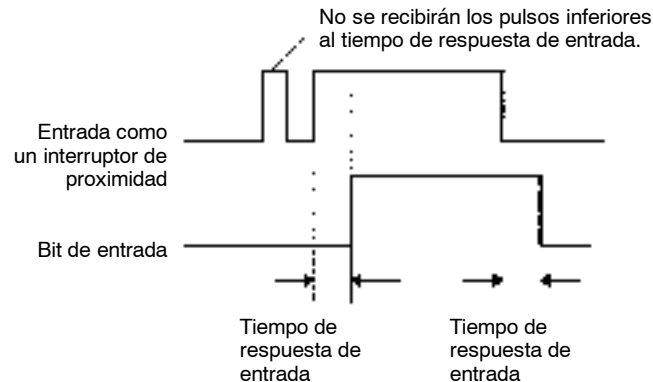 No se recibirán los pulsos inferiores
al tiempo de respuesta de entrada.
Entrada como
un interruptor de
proximidad
Bit de entrada
Tiempo de
respuesta de
entrada
Tiempo de
respuesta de
entrada